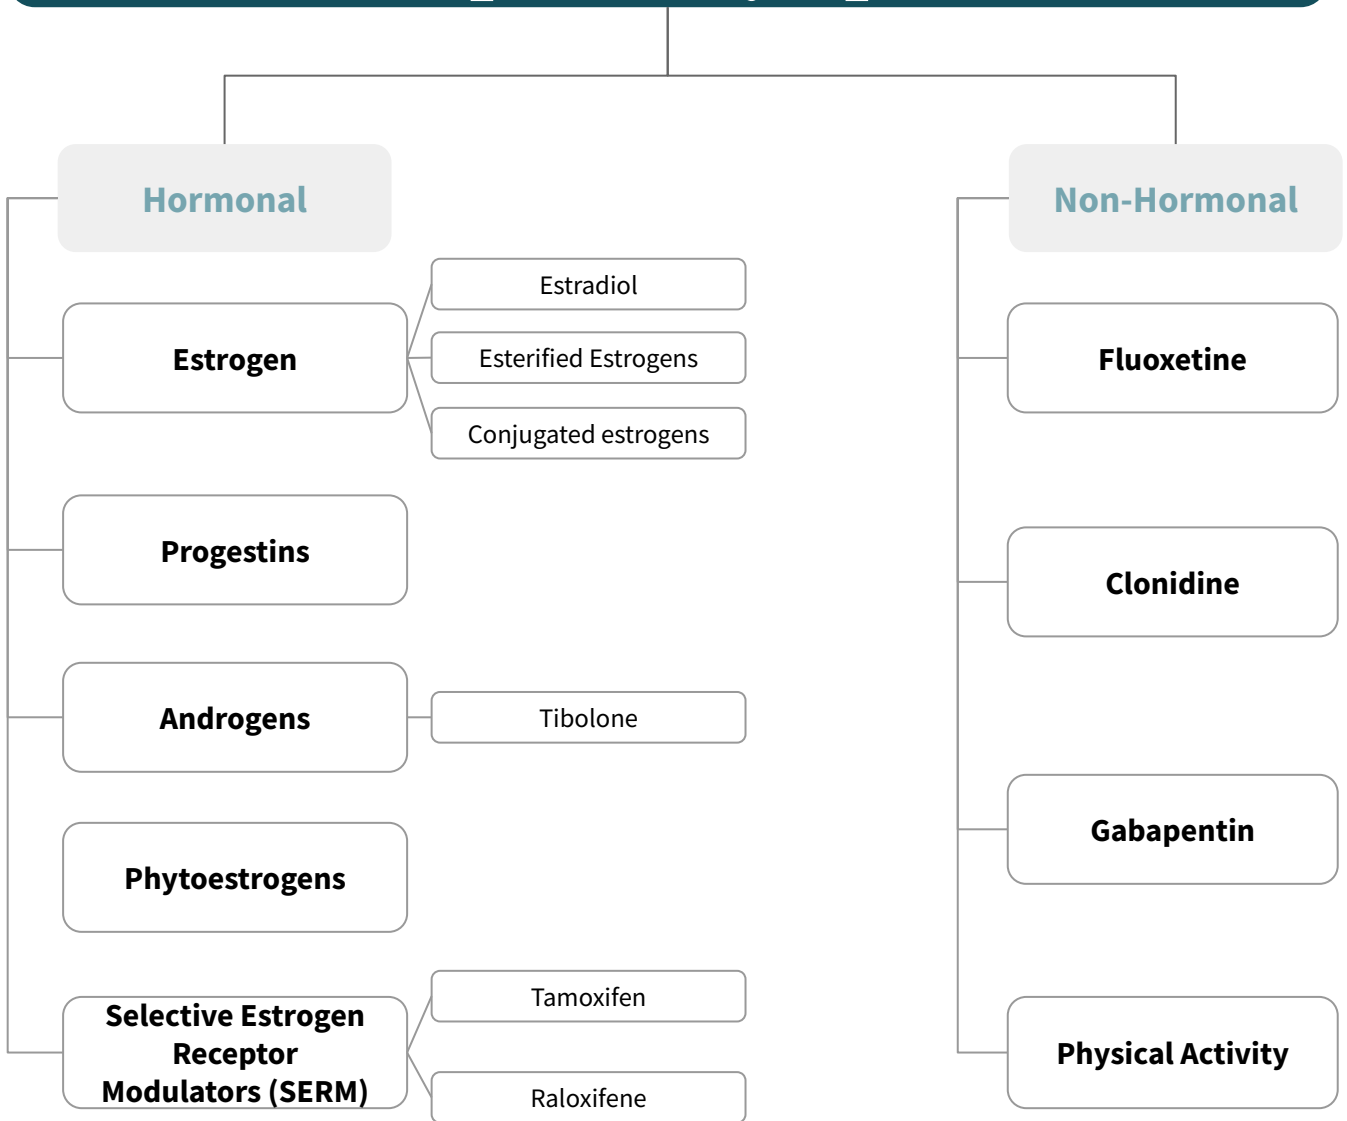 Hormonal
Non-Hormonal
Estrogen
Estradiol
Esterified Estrogens
Conjugated estrogens
Fluoxetine
Progestins
Clonidine
Androgens
Tibolone
Gabapentin
Phytoestrogens
Selective Estrogen
Receptor
Modulators (SERM)
Tamoxifen
Raloxifene
Physical Activity